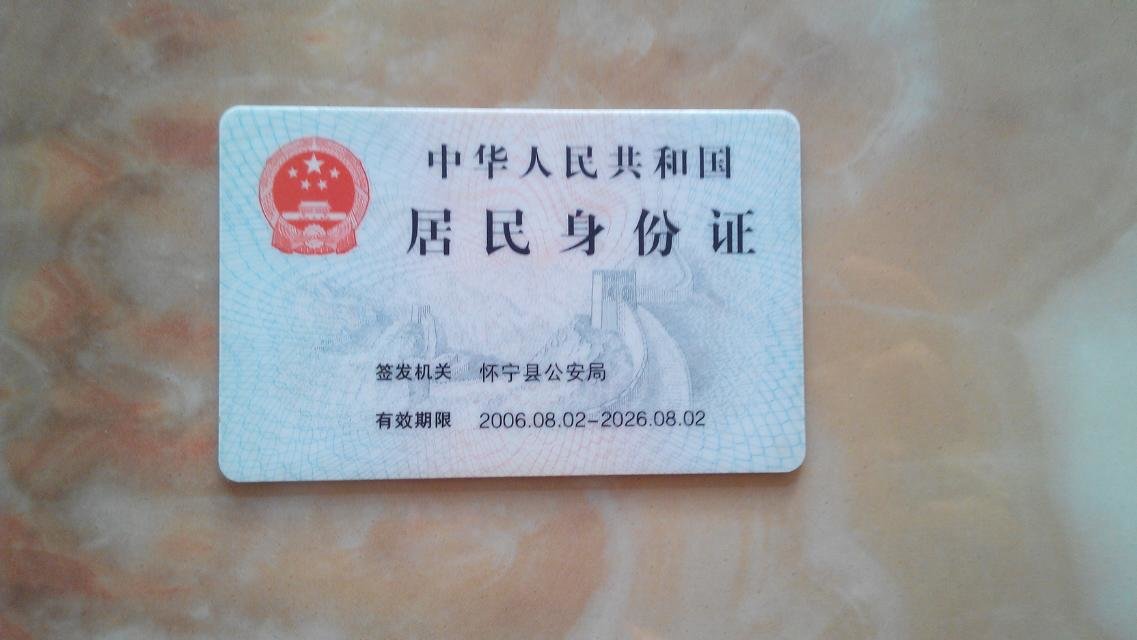 中华人民共和国
居民身份证
签发机关 怀宁县公安局
有效期限 2006.08.02-2026.08.02